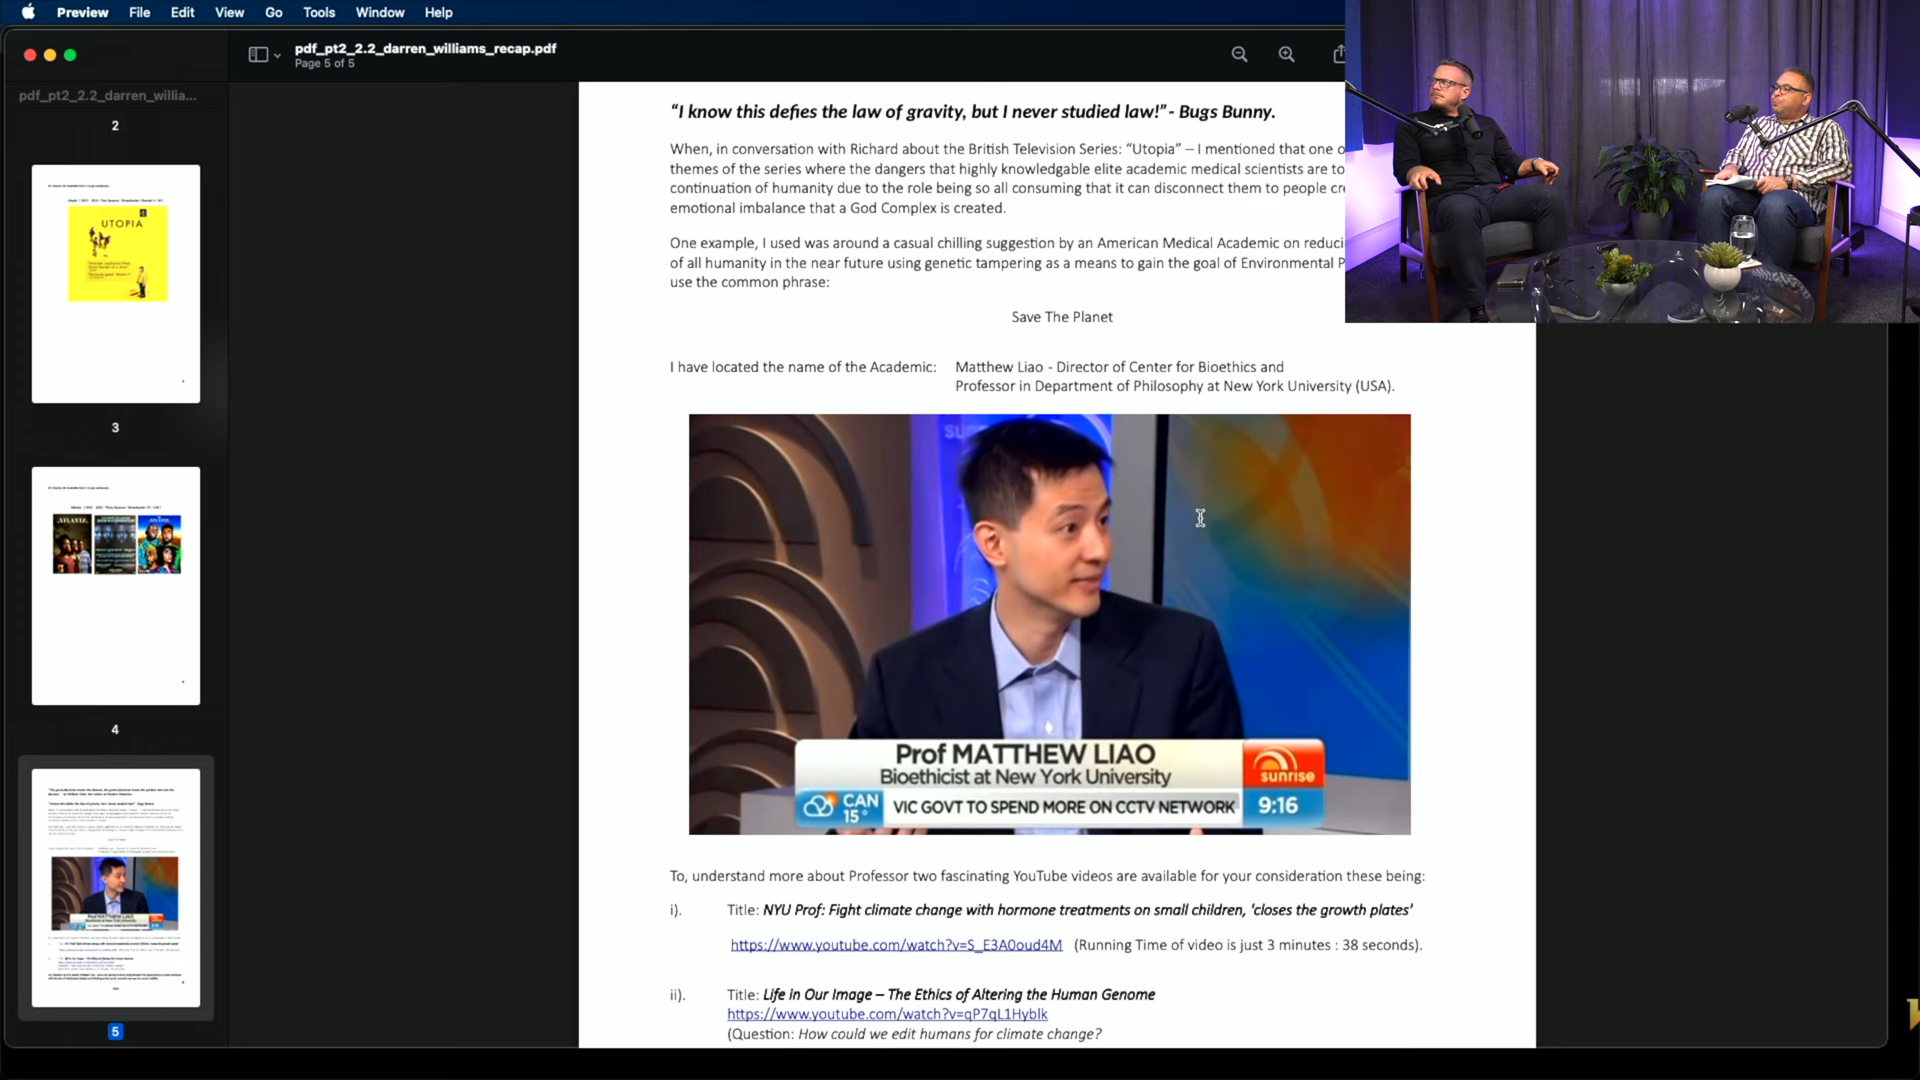 Preview File Edit View Go Tools Window Help
pdf_pt2_2.2_darren_williams_recap.pdf
Page 5 of 5
pdf_pt2_2.2_darren_willia...
2
UTOPIA
3
ATLANTA
4
5
“I know this defies the law of gravity, but I never studied law!”- Bugs Bunny.
When, in conversation with Richard about the British Television Series: “Utopia” – I mentioned that one o
themes of the series where the dangers that highly knowledgable elite academic medical scientists are to
continuation of humanity due to the role being so all consuming that it can disconnect them to people cre
emotional imbalance that a God Complex is created.
One example, I used was around a casual chilling suggestion by an American Medical Academic on reduci
of all humanity in the near future using genetic tampering as a means to gain the goal of Environmental P
use the common phrase:
Save The Planet
I have located the name of the Academic: Matthew Liao - Director of Center for Bioethics and
Professor in Department of Philosophy at New York University (USA).
su
Prof MATTHEW LIAO
Bioethicist at New York University
sunrise
CAN
15°
VIC GOVT TO SPEND MORE ON CCTV NETWORK
9:16
To, understand more about Professor two fascinating YouTube videos are available for your consideration these being:
i). Title: NYU Prof: Fight climate change with hormone treatments on small children, 'closes the growth plates'
https://www.youtube.com/watch?v=S_E3A0oud4M (Running Time of video is just 3 minutes : 38 seconds).
ii). Title: Life in Our Image – The Ethics of Altering the Human Genome
https://www.youtube.com/watch?v=qP7qL1Hyblk
(Question: How could we edit humans for climate change?